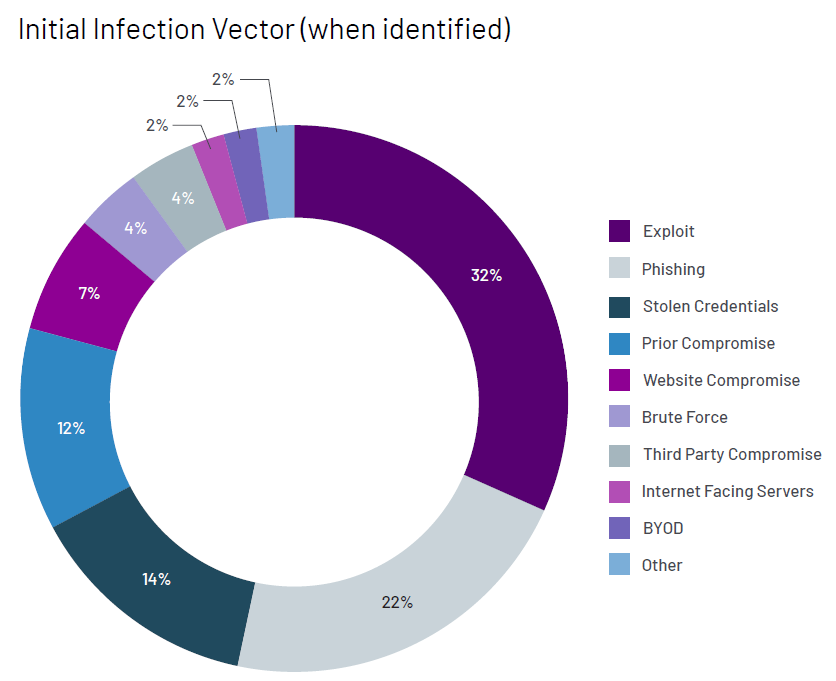 Initial Infection Vector (when identified)
2%
2%
2%
4%
4%
32%
7%
12%
14%
22%
Exploit
Phishing
Stolen Credentials
Prior Compromise
Website Compromise
Brute Force
Third Party Compromise
Internet Facing Servers
BYOD
Other